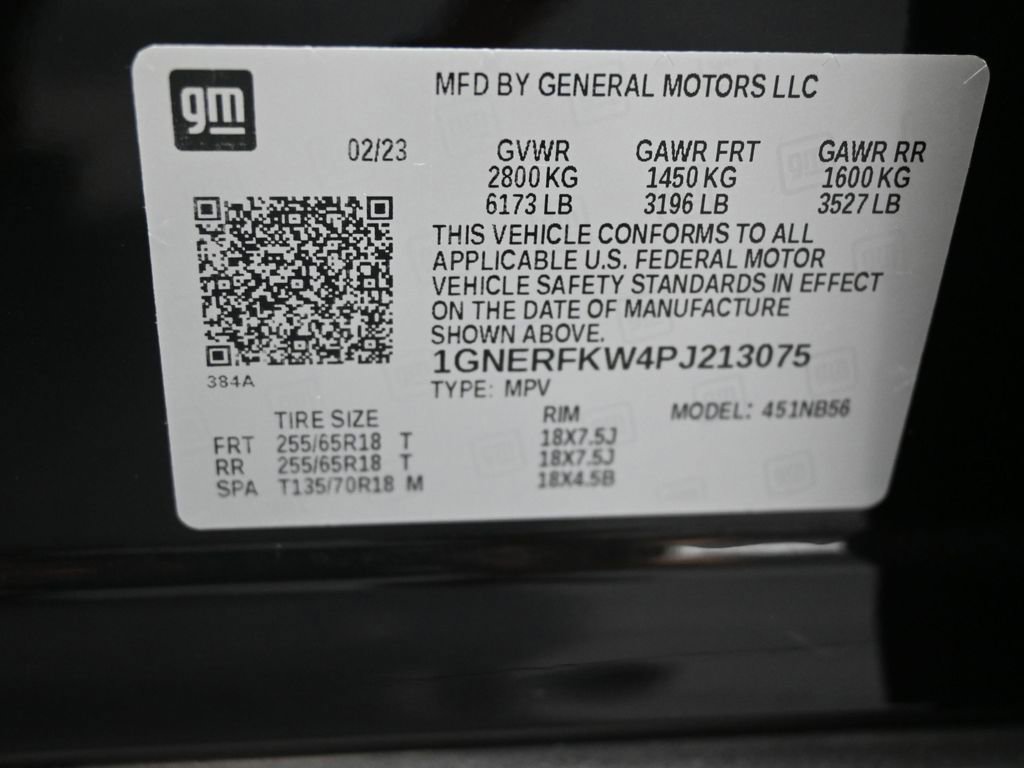 gm
MFD BY GENERAL MOTORS LLC
02/23
GVWR GAWR FRT GAWR RR
2800 KG 1450 KG 1600 KG
6173 LB 3196 LB 3527 LB
THIS VEHICLE CONFORMS TO ALL
APPLICABLE U.S. FEDERAL MOTOR
VEHICLE SAFETY STANDARDS IN EFFECT
ON THE DATE OF MANUFACTURE
SHOWN ABOVE.
1GNERFKW4PJ213075
384A
TYPE: MPV
TIRE SIZE RIM MODEL: 451NB56
FRT 255/65R18 T 18X7.5J
RR 255/65R18 T 18X7.5J
SPA T135/70R18 M 18X4.5B